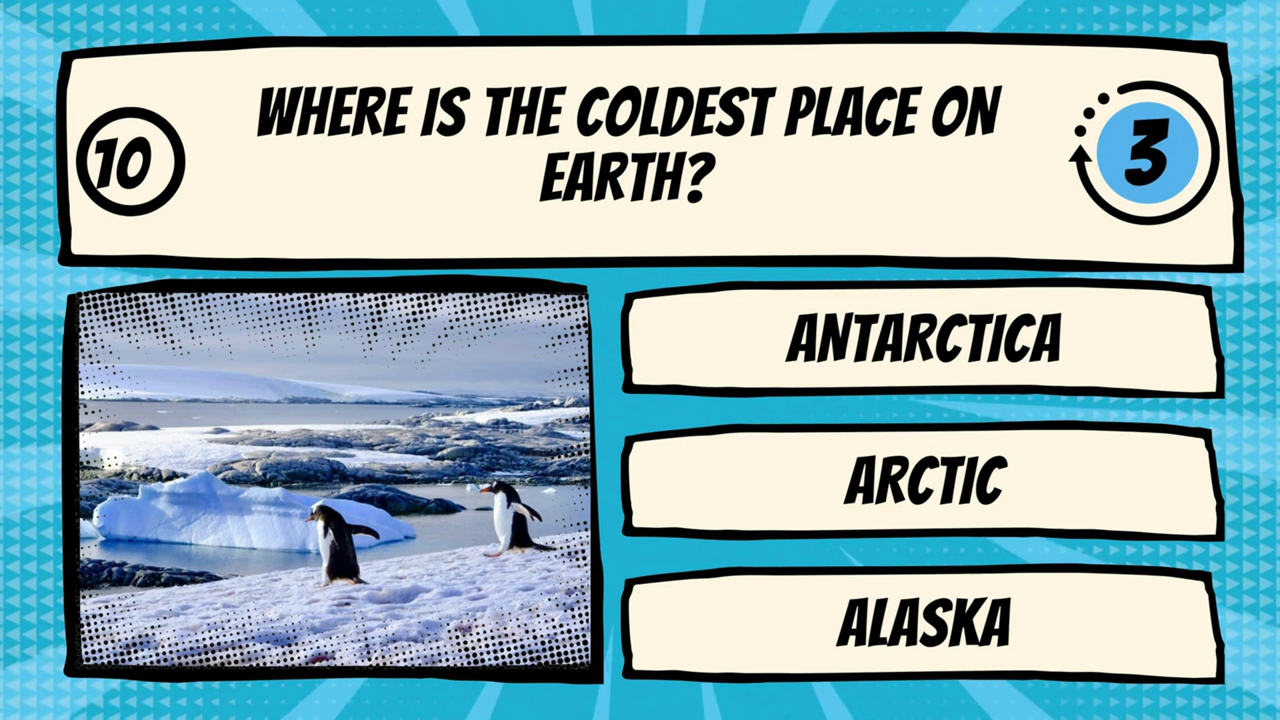 10
WHERE IS THE COLDEST PLACE ON
EARTH?
3
ANTARCTICA
ARCTIC
ALASKA